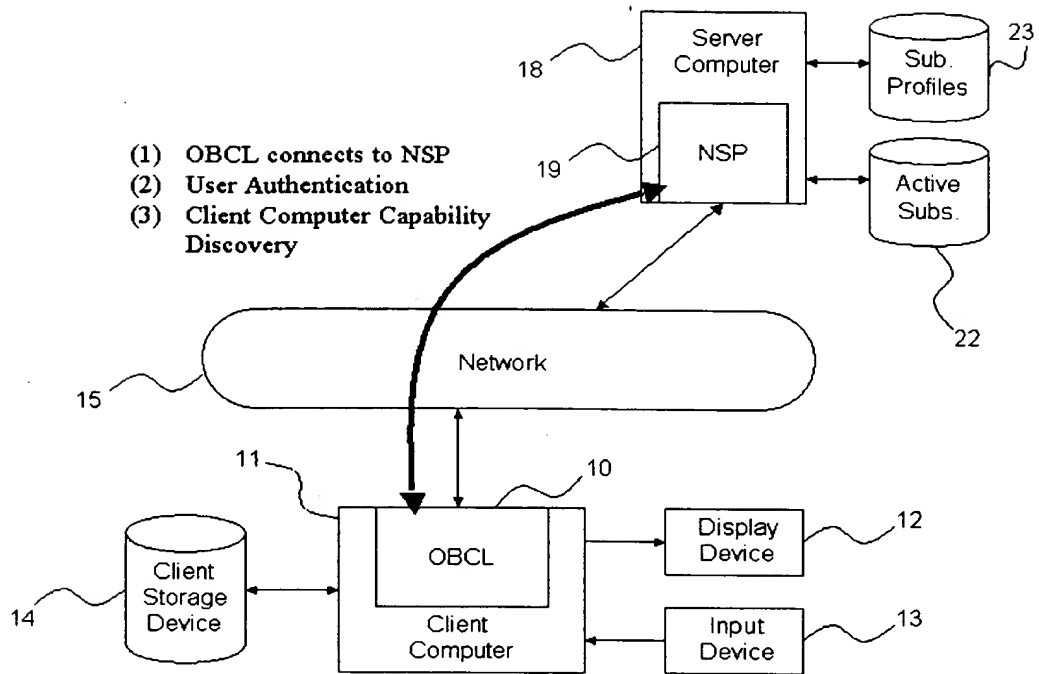 Server
Computer
18
Sub.
Profiles
23
(1) OBCL connects to NSP
(2) User Authentication
(3) Client Computer Capability
Discovery
19
NSP
Active
Subs.
22
Network
15
11
10
OBCL
Client
Computer
Client
Storage
Device
14
Display
Device
12
Input
Device
13